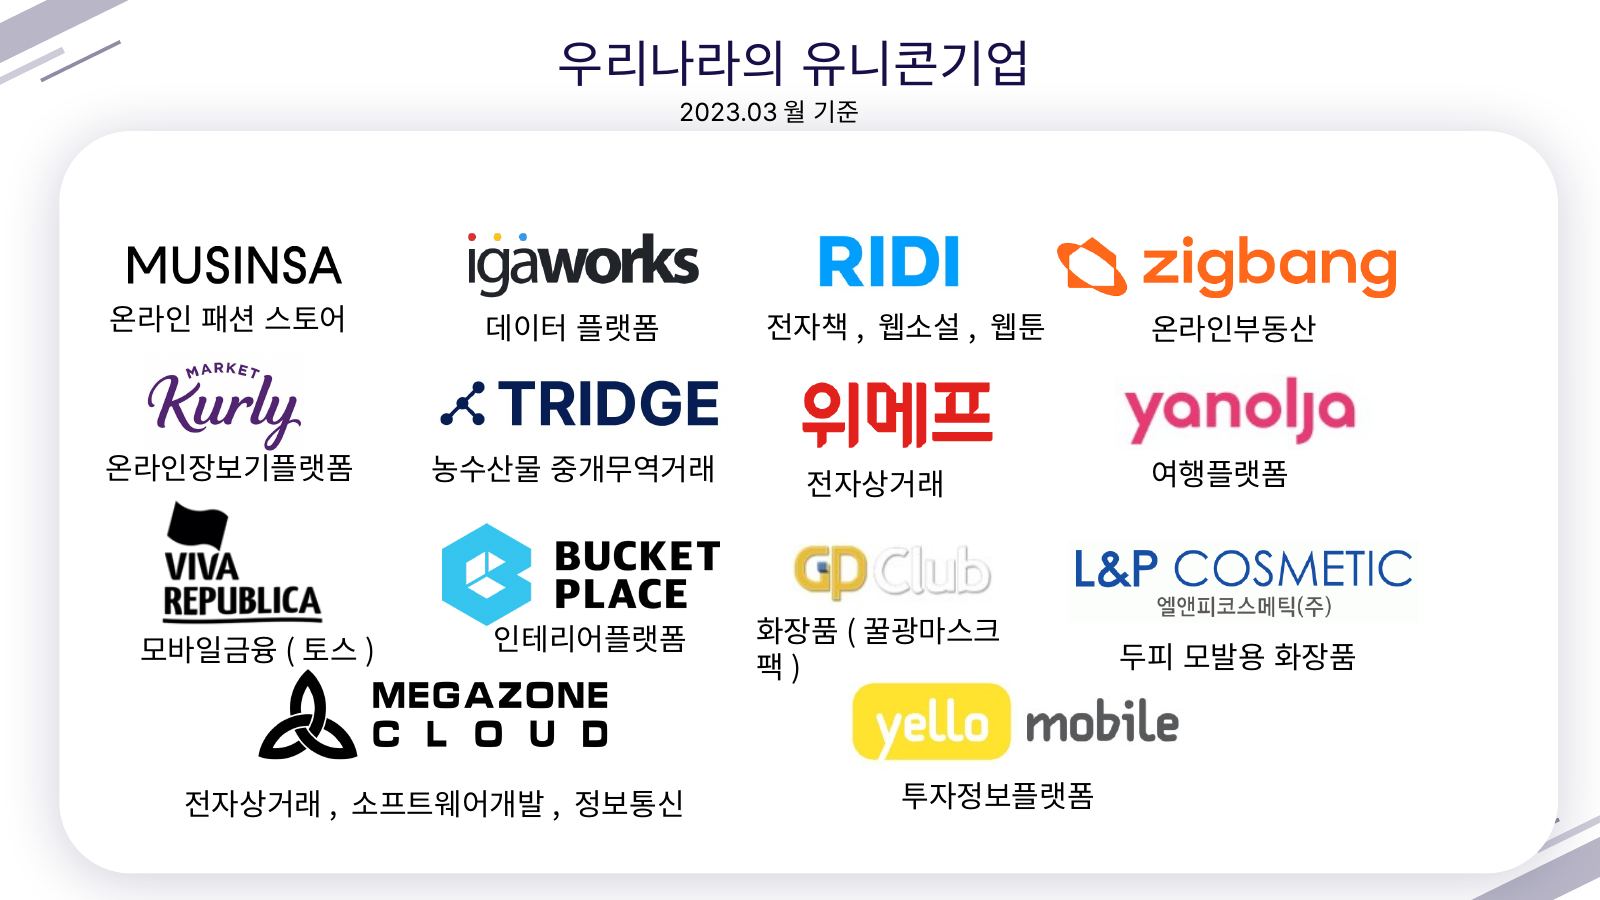 우리나라의 유니콘기업
2023.03 월 기준
MUSINSA
온라인 패션 스토어
igaworks
데이터 플랫폼
RIDI
전자책 , 웹소설 , 웹툰
zigbang
온라인부동산
MARKET
Kurly
온라인장보기플랫폼
TRIDGE
농수산물 중개무역거래
위메프
전자상거래
yanolja
여행플랫폼
VIVA
REPUBLICA
모바일금융 ( 토스 )
BUCKET
PLACE
인테리어플랫폼
GP Club
화장품 ( 꿀광마스크
팩 )
L&P COSMETIC
엘앤피코스메틱(주)
두피 모발용 화장품
MEGAZONE
CLOUD
전자상거래 , 소프트웨어개발 , 정보통신
yello mobile
투자정보플랫폼